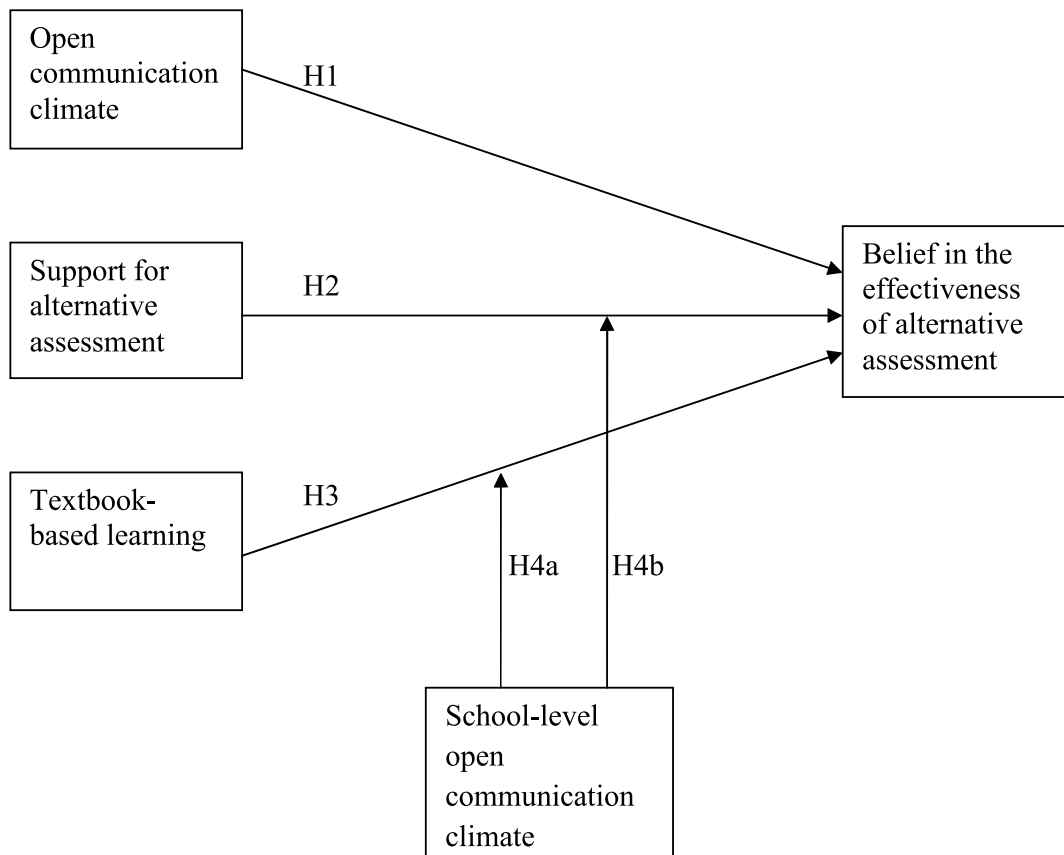 Open
communication
climate
H1
Support for
alternative
assessment
H2
Belief in the
effectiveness
of alternative
assessment
Textbook-
based learning
H3
H4a
H4b
School-level
open
communication
climate